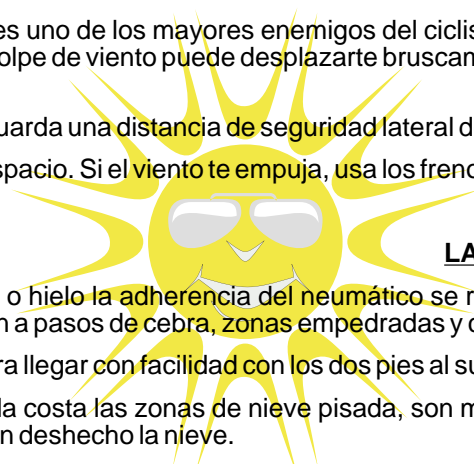 es uno de los mayores enemigos del ciclis
olpe de viento puede desplazarte bruscam
uarda una distancia de seguridad lateral d
spacio. Si el viento te empuja, usa los freno
LA
o hielo la adherencia del neumático se r
n a pasos de cebra, zonas empedradas y
ra llegar con facilidad con los dos pies al su
la costa las zonas de nieve pisada, son m
n deshecho la nieve.